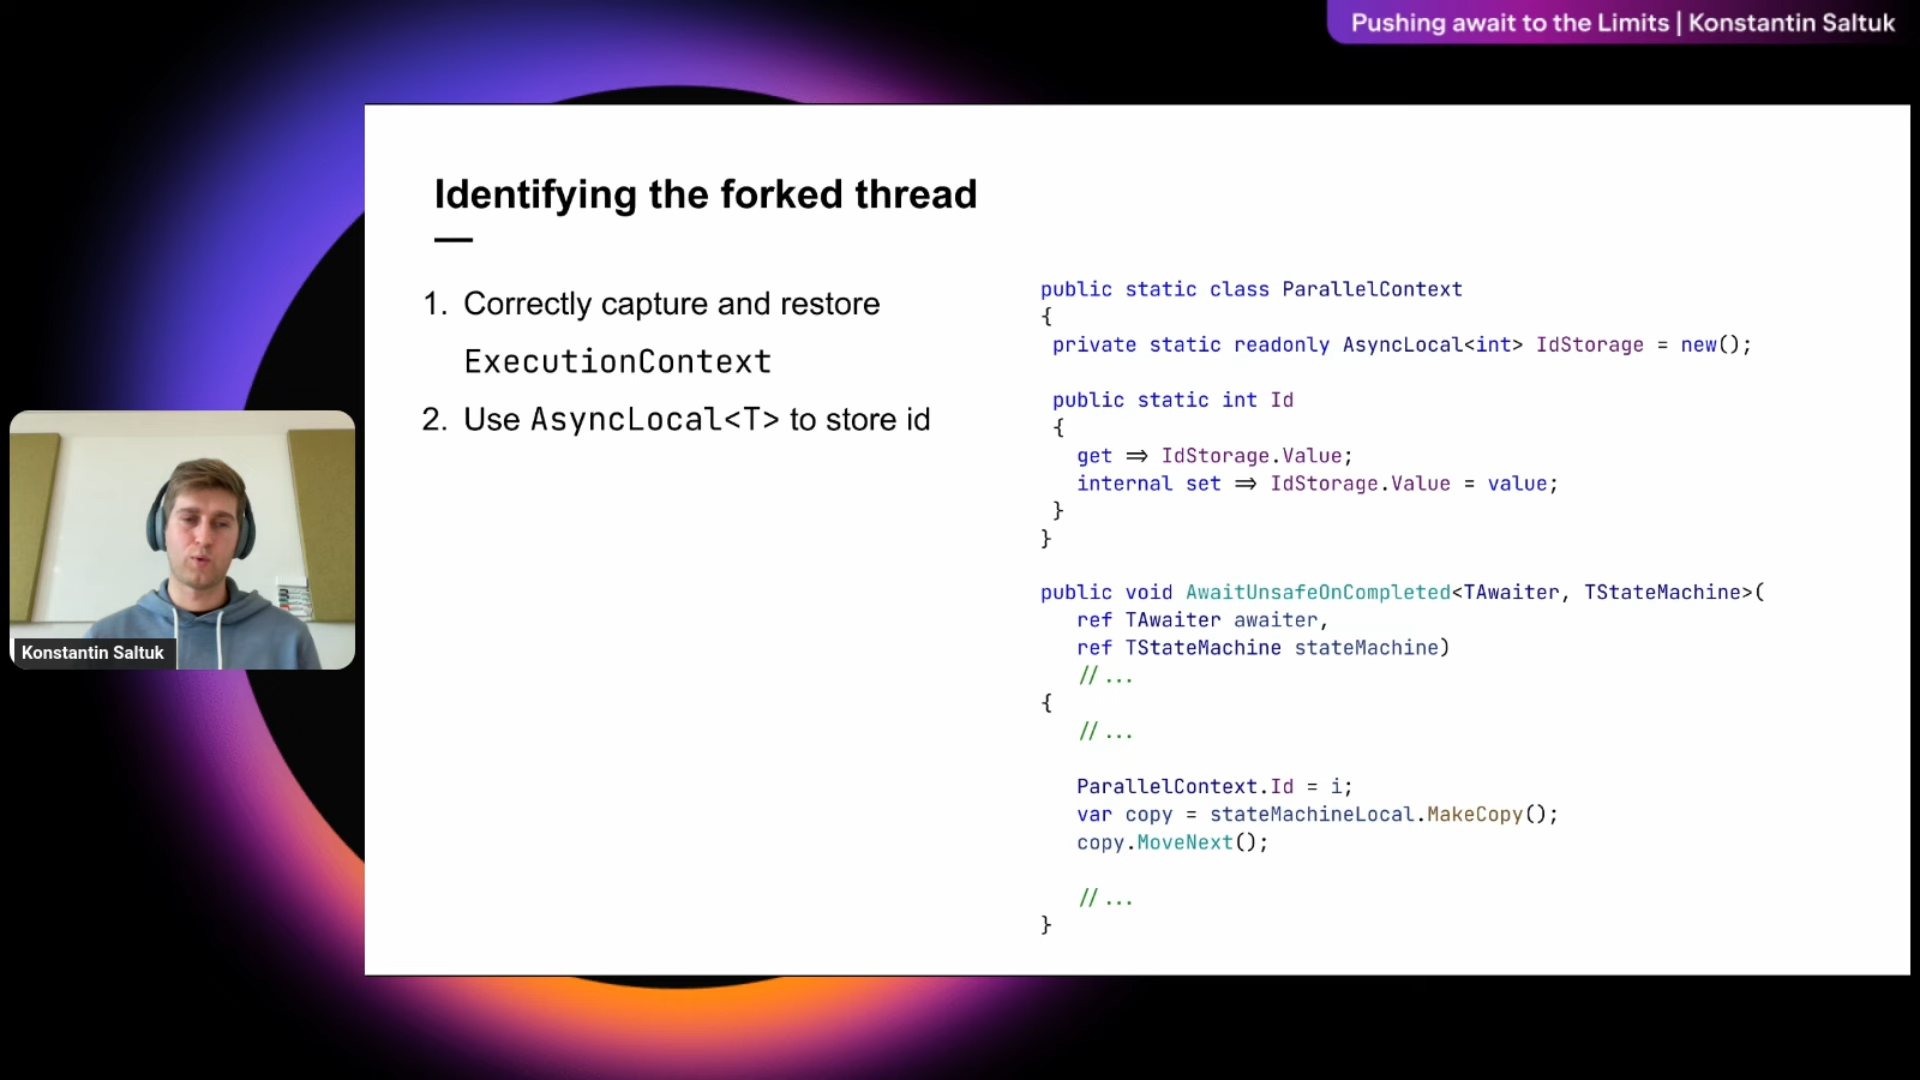 Pushing await to the Limits | Konstantin Saltuk
Identifying the forked thread
1. Correctly capture and restore
ExecutionContext
2. Use AsyncLocal<T> to store id
public static class ParallelContext
{
private static readonly AsyncLocal<int> IdStorage = new();
public static int Id
{
get => IdStorage.Value;
internal set => IdStorage.Value = value;
}
}
public void AwaitUnsafeOnCompleted<TAwaiter, TStateMachine>(
ref TAwaiter awaiter,
ref TStateMachine stateMachine)
// ...
{
// ...
ParallelContext.Id = i;
var copy = stateMachineLocal.MakeCopy();
copy.MoveNext();
// ...
}
Konstantin Saltuk